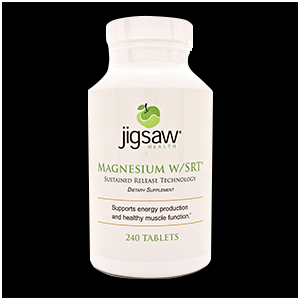 jigsaw®
HEALTH
MAGNESIUM W/SRT®
SUSTAINED RELEASE TECHNOLOGY
DIETARY SUPPLEMENT
Supports energy production
and healthy muscle function.*
240 TABLETS